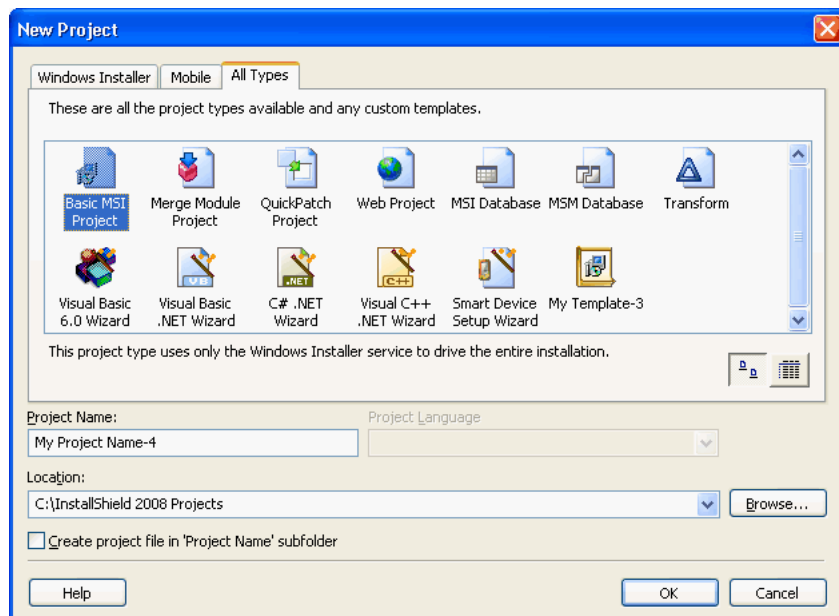 New Project
Windows Installer
Mobile
All Types
These are all the project types available and any custom templates.
Basic MSI
Project
Merge Module
Project
QuickPatch
Project
Web Project
MSI Database
MSM Database
Transform
Visual Basic
6.0 Wizard
VB
Visual Basic
.NET Wizard
.NET
C# .NET
Wizard
C++
Visual C++
.NET Wizard
Smart Device
Setup Wizard
My Template-3
This project type uses only the Windows Installer service to drive the entire installation.
Project Name:
Project Language
My Project Name-4
Location:
C:\InstallShield 2008 Projects
Browse...
Create project file in 'Project Name' subfolder
Help
OK
Cancel